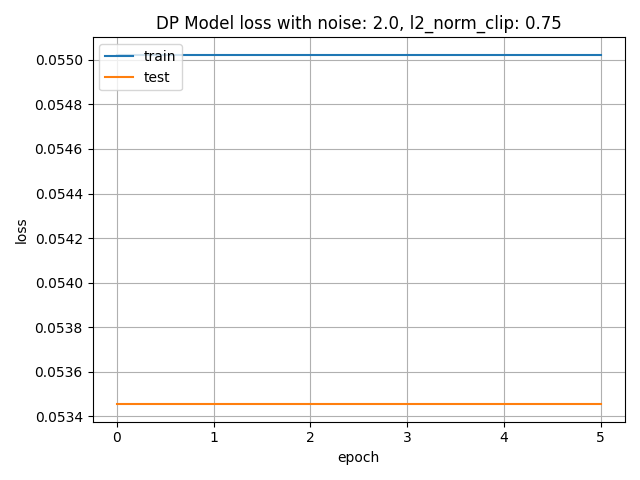 DP Model loss with noise: 2.0, l2_norm_clip: 0.75
train
test
0.0550
0.0548
0.0546
0.0544
0.0542
0.0540
0.0538
0.0536
0.0534
loss
0 1 2 3 4 5
epoch